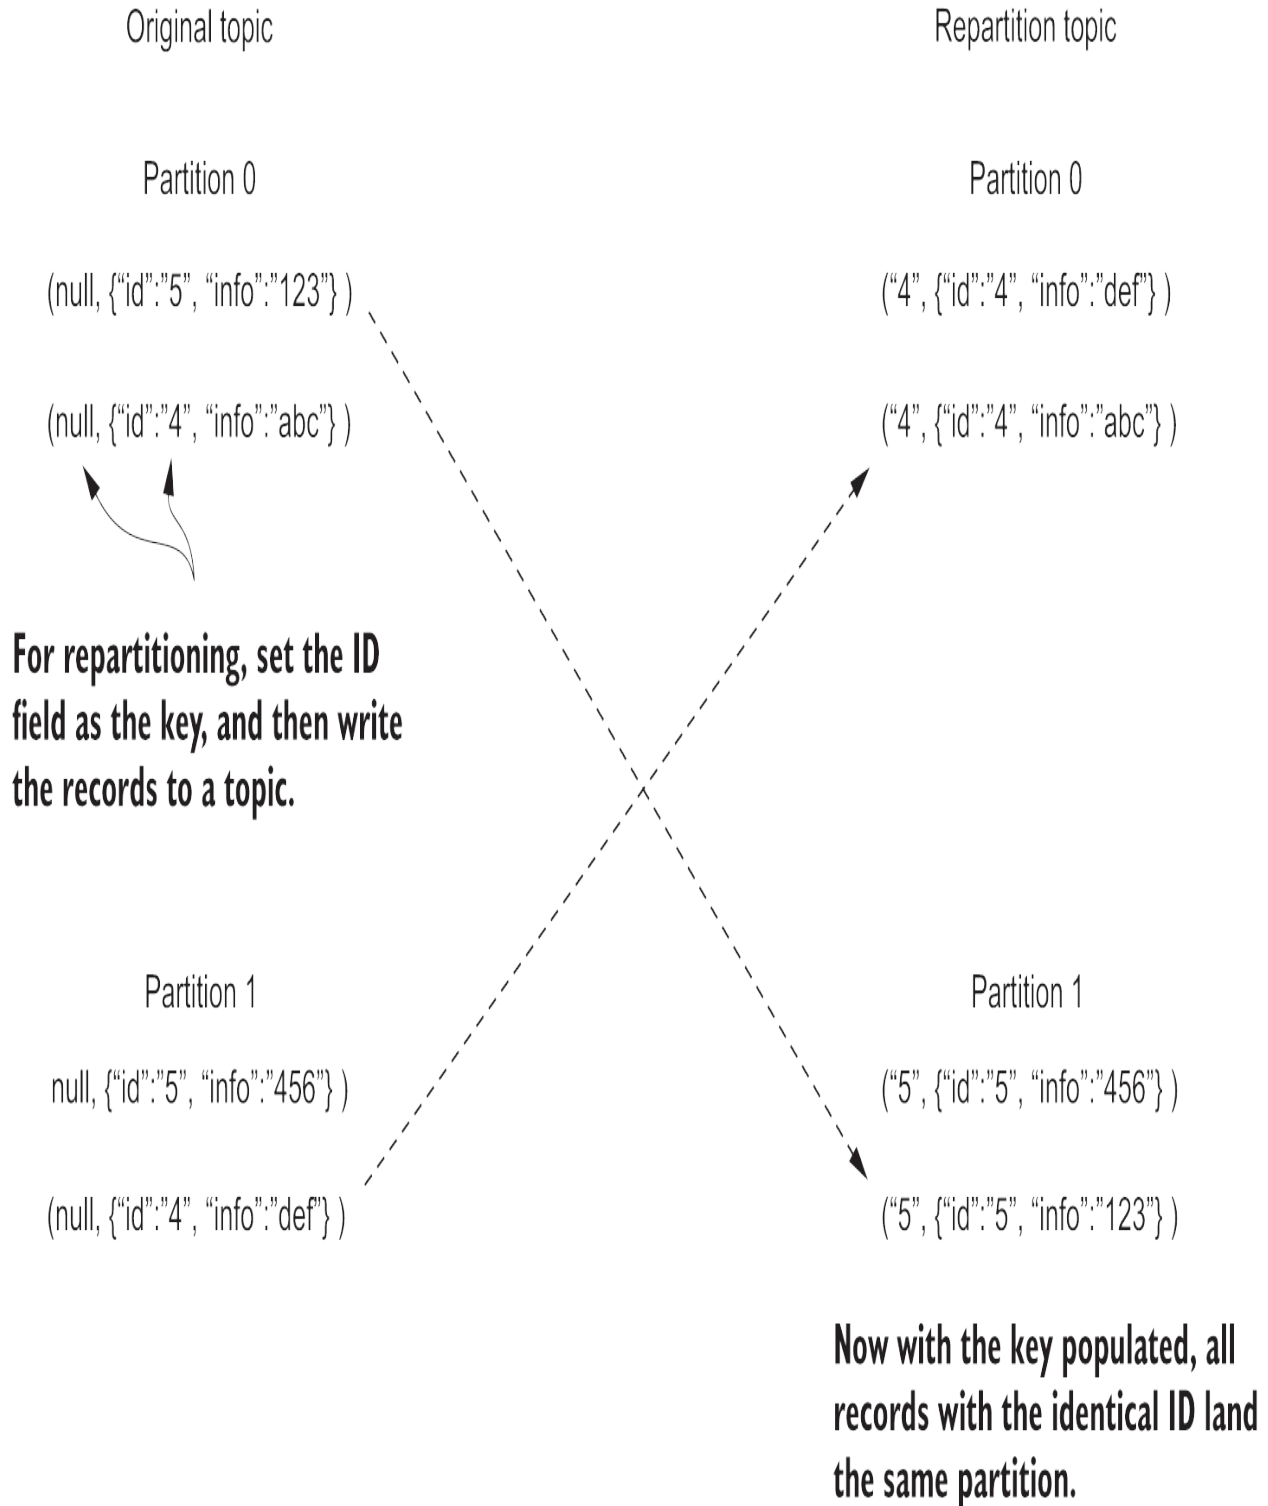 Original topic
Repartition topic
Partition 0
Partition 0
(null, {“id”:”5”, “info”:”123”} )
(“4”, {“id”:”4”, “info”:”def”} )
(null, {“id”:”4”, “info”:”abc”} )
(“4”, {“id”:”4”, “info”:”abc”} )
For repartitioning, set the ID
field as the key, and then write
the records to a topic.
Partition 1
Partition 1
null, {“id”:”5”, “info”:”456”} )
(“5”, {“id”:”5”, “info”:”456”} )
(null, {“id”:”4”, “info”:”def”} )
(“5”, {“id”:”5”, “info”:”123”} )
Now with the key populated, all
records with the identical ID land
the same partition.